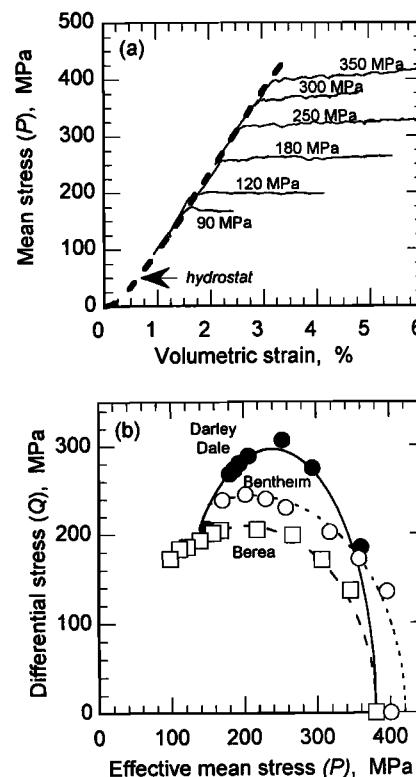 (a)
Mean stress (P), MPa
500
400
300
200
100
0
350 MPa
300 MPa
250 MPa
180 MPa
120 MPa
90 MPa
hydrostat
0 1 2 3 4 5 6
Volumetric strain, %
(b)
Differential stress (Q), MPa
300
200
100
0
Darley
Dale
Bentheim
Berea
0 100 200 300 400
Effective mean stress (P), MPa